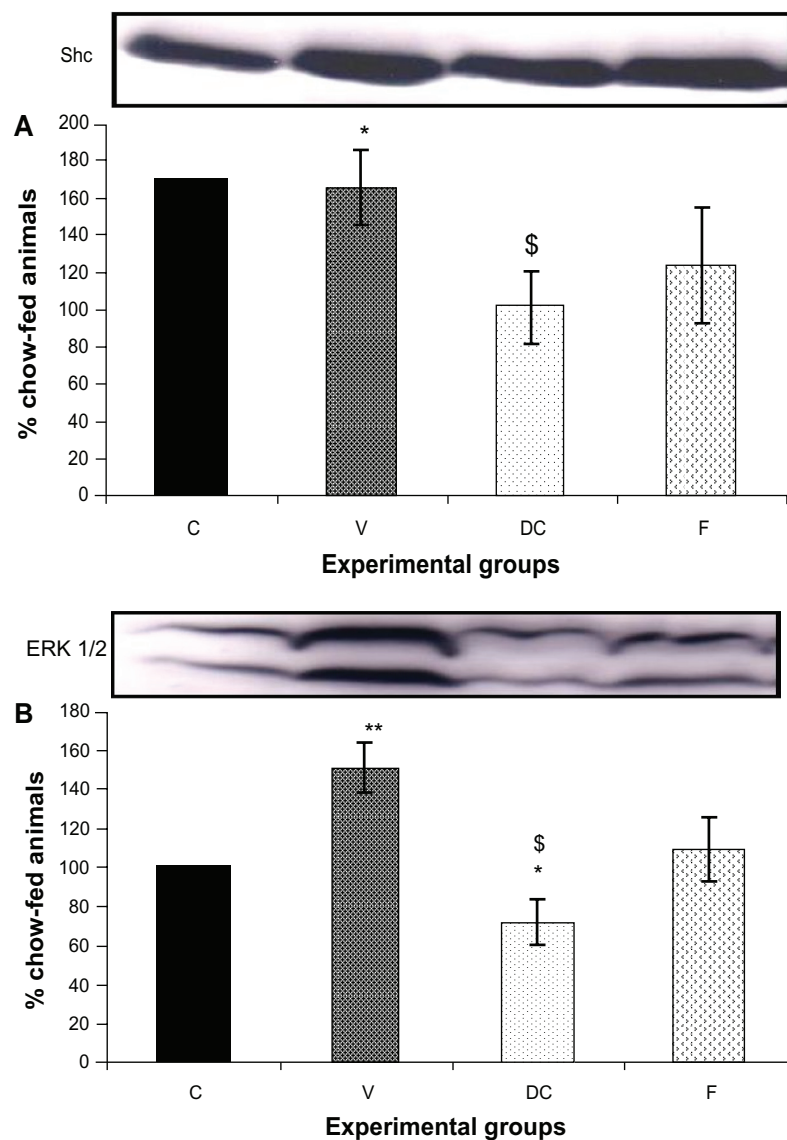 Shc
A
200
180
160
140
120
100
80
60
40
20
0
% chow-fed animals
*
$
C V DC F
Experimental groups
ERK 1/2
B
180
160
140
120
100
80
60
40
20
0
% chow-fed animals
**
$
*
C V DC F
Experimental groups